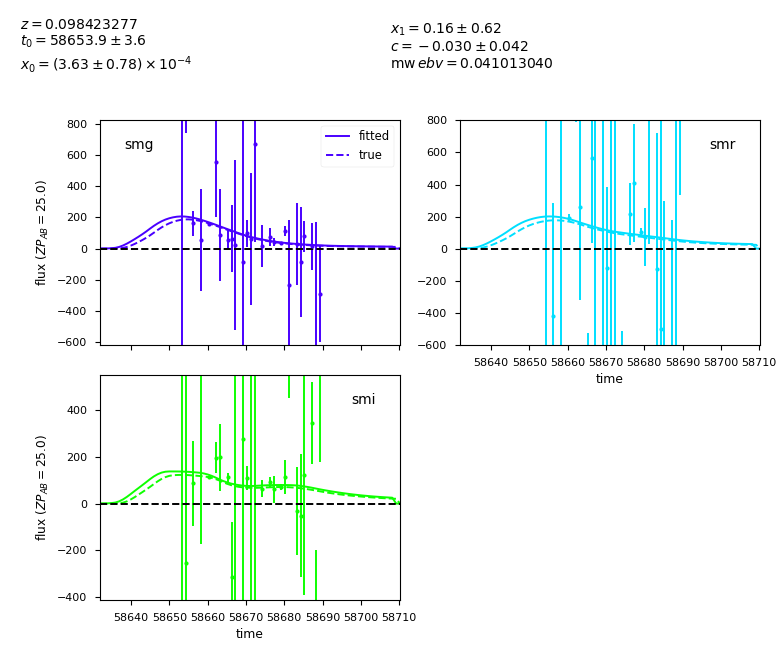 z = 0.098423277
t₀ = 58653.9 ± 3.6
x₀ = (3.63 ± 0.78) × 10⁻⁴
x₁ = 0.16 ± 0.62
c = −0.030 ± 0.042
mw ebv = 0.041013040
800
600
400
200
0
−200
−400
−600
flux (ZP_AB = 25.0)
smg
fitted
true
800
600
400
200
0
−200
−400
−600
smr
58640 58650 58660 58670 58680 58690 58700 58710
time
400
200
0
−200
−400
flux (ZP_AB = 25.0)
smi
58640 58650 58660 58670 58680 58690 58700 58710
time